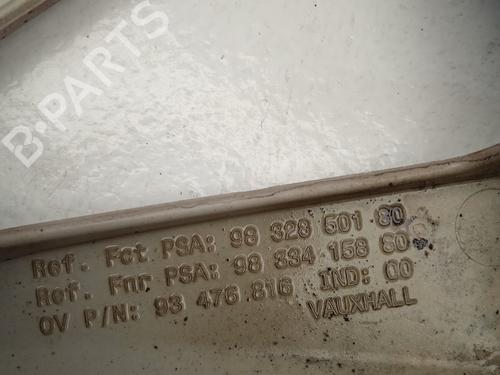 B-PARTS
Ref. Fct PSA: 98 328 501 80
Ref. Fnr PSA: 98 334 158 80
OV P/N: 93 476 816 IND: 00
VAUXHALL
B-PARTS